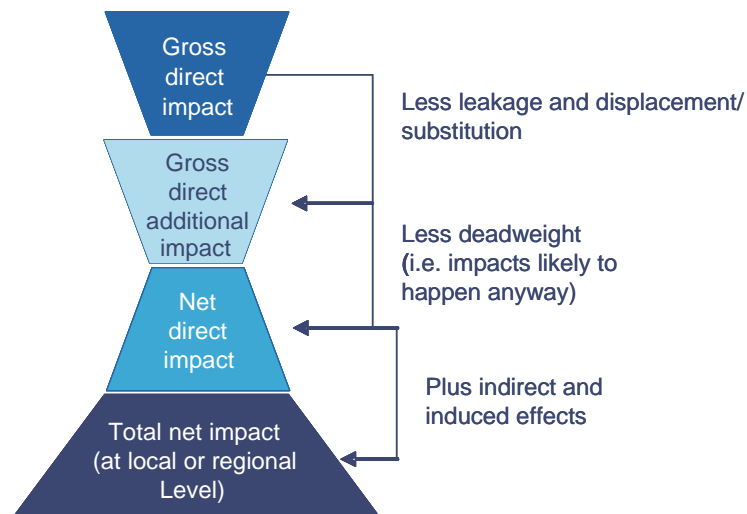 Gross
direct
impact
Less leakage and displacement/
substitution
Gross
direct
additional
impact
Less deadweight
(i.e. impacts likely to
happen anyway)
Net
direct
impact
Plus indirect and
induced effects
Total net impact
(at local or regional
Level)